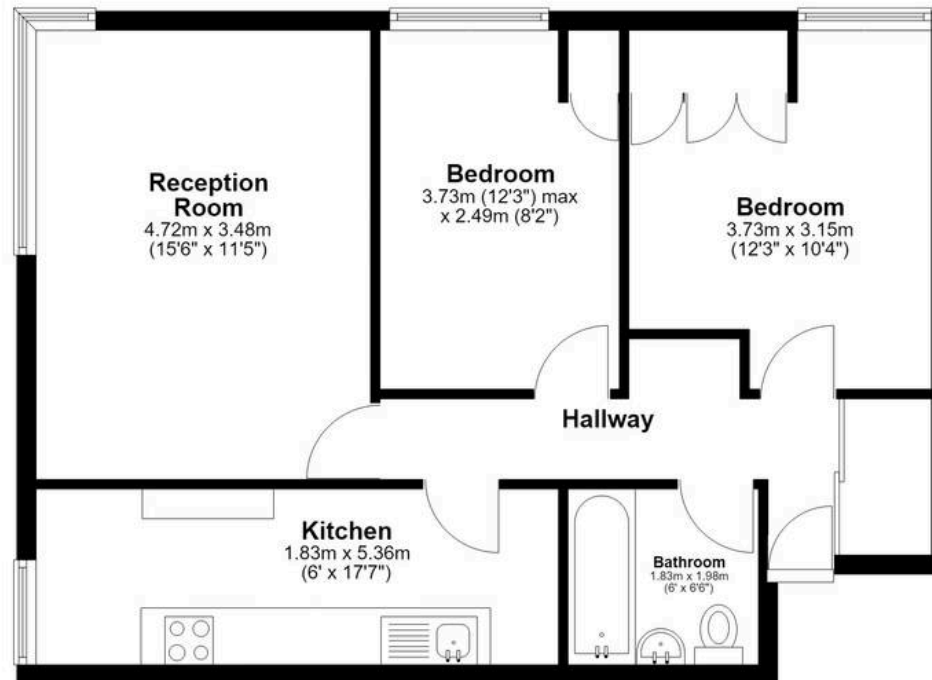 Reception
Room
4.72m x 3.48m
(15'6" x 11'5")
Bedroom
3.73m (12'3") max
x 2.49m (8'2")
Bedroom
3.73m x 3.15m
(12'3" x 10'4")
Hallway
Kitchen
1.83m x 5.36m
(6' x 17'7")
Bathroom
1.83m x 1.98m
(6' x 6'6")